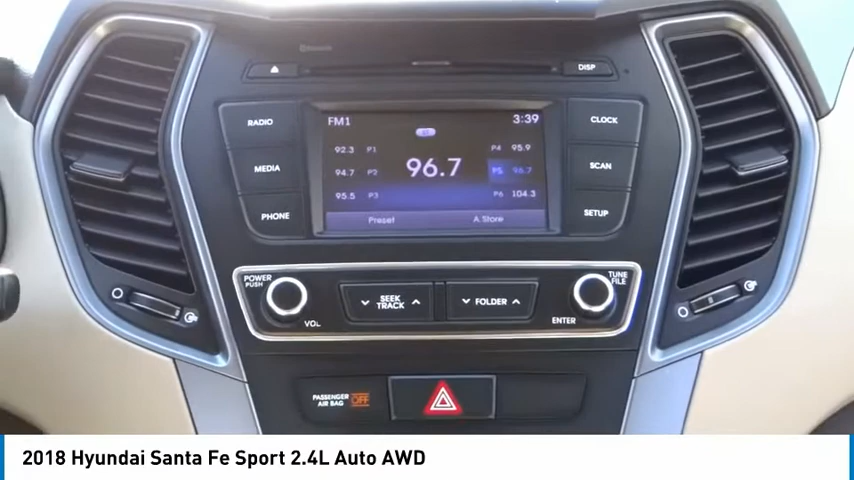 Bluetooth
DISP
RADIO
MEDIA
PHONE
FM1
3:39
92.3 P1
P4 95.9
94.7 P2
96.7
P5 96.7
95.5 P3
P6 104.3
Preset
A.Store
CLOCK
SCAN
SETUP
POWER
PUSH
VOL
SEEK
TRACK
FOLDER
TUNE
FILE
ENTER
PASSENGER
AIR BAG
OFF
2018 Hyundai Santa Fe Sport 2.4L Auto AWD